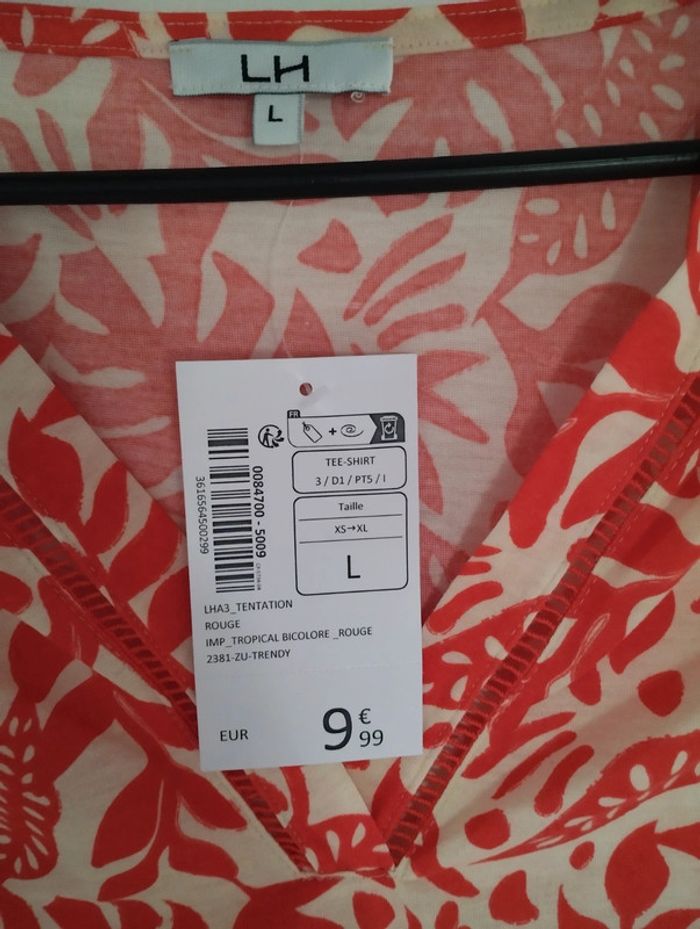 LH
L
FR
+
TEE-SHIRT
3 / D1 / PT5 / I
Taille
XS→XL
L
0084700 - 5009
3616564500299
LHA3_TENTATION
ROUGE
IMP_TROPICAL BICOLORE _ROUGE
2381-ZU-TRENDY
EUR
9€99